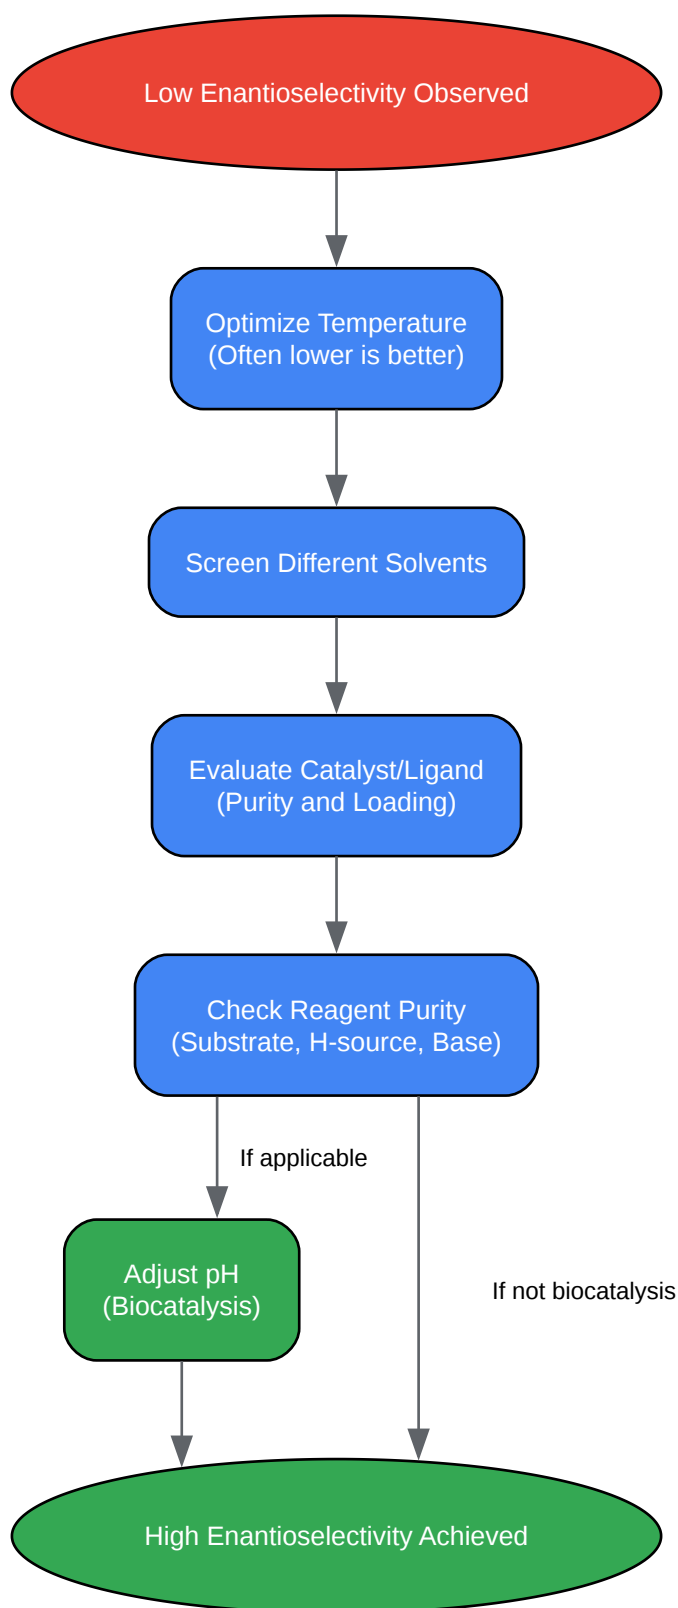 Low Enantioselectivity Observed
Optimize Temperature
(Often lower is better)
Screen Different Solvents
Evaluate Catalyst/Ligand
(Purity and Loading)
Check Reagent Purity
(Substrate, H-source, Base)
If applicable
Adjust pH
(Biocatalysis)
If not biocatalysis
High Enantioselectivity Achieved